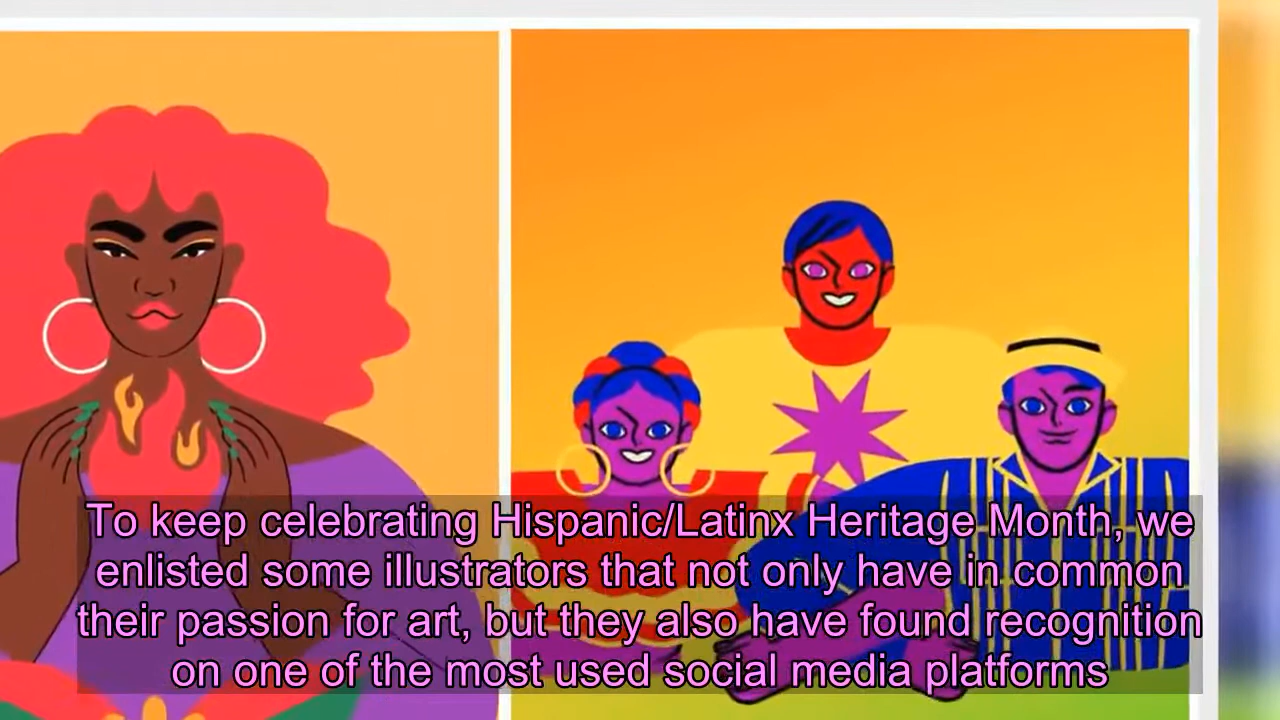 To keep celebrating Hispanic/Latinx Heritage Month, we
enlisted some illustrators that not only have in common
their passion for art, but they also have found recognition
on one of the most used social media platforms